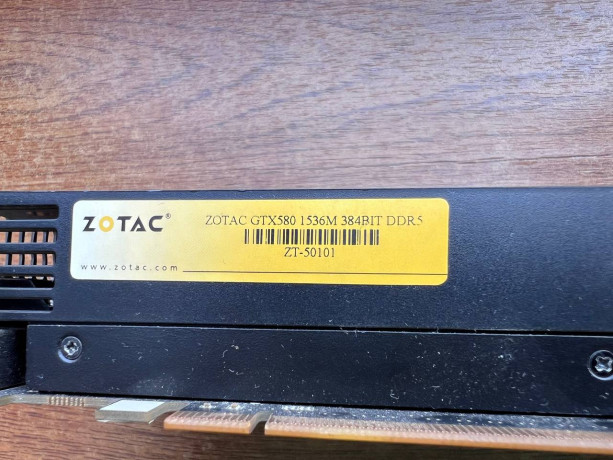 ZOTAC®
ZOTAC GTX580 1536M 384BIT DDR5
ZT-50101
www.zotac.com